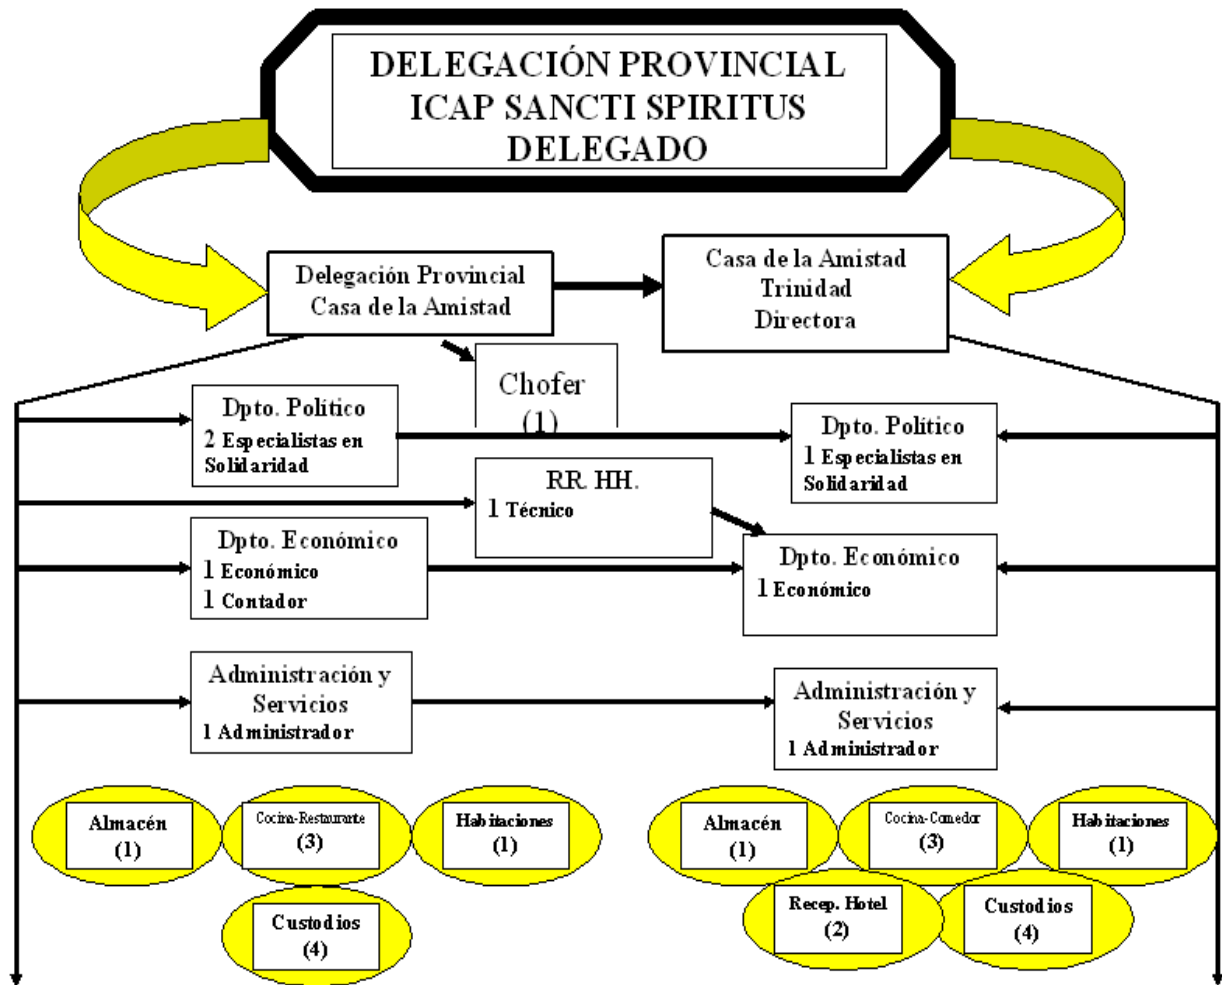 DELEGACIÓN PROVINCIAL
ICAP SANCTI SPIRITUS
DELEGADO
Delegación Provincial
Casa de la Amistad
Casa de la Amistad
Trinidad
Directora
Chofer
(1)
Dpto. Político
2 Especialistas en
Solidaridad
Dpto. Político
1 Especialistas en
Solidaridad
RR. HH.
1 Técnico
Dpto. Económico
1 Económico
1 Contador
Dpto. Económico
1 Económico
Administración y
Servicios
1 Administrador
Administración y
Servicios
1 Administrador
Almacén
(1)
Cocina-Restaurante
(3)
Habitaciones
(1)
Custodios
(4)
Almacén
(1)
Cocina-Comedor
(3)
Habitaciones
(1)
Recep. Hotel
(2)
Custodios
(4)